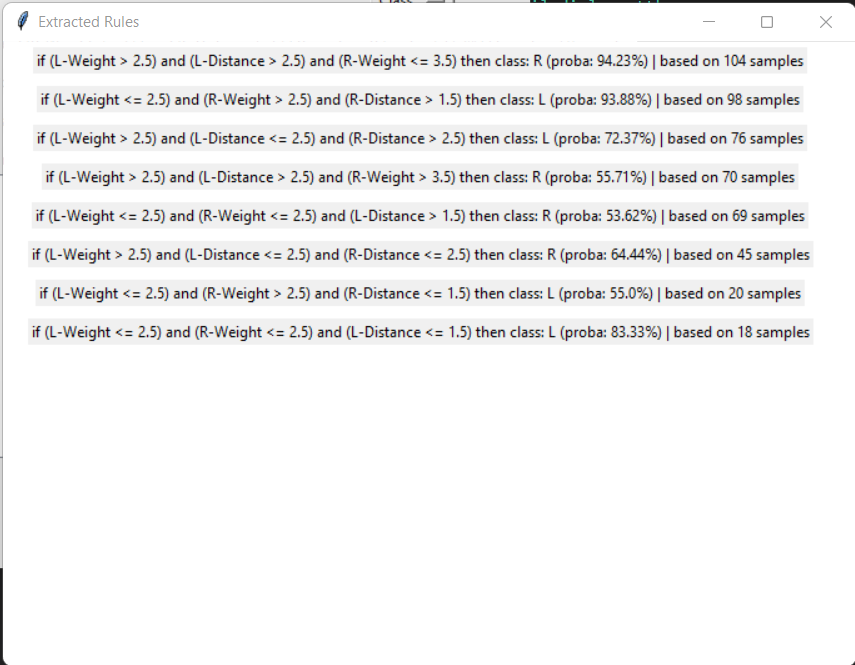 Extracted Rules
if (L-Weight > 2.5) and (L-Distance > 2.5) and (R-Weight <= 3.5) then class: R (proba: 94.23%) | based on 104 samples
if (L-Weight <= 2.5) and (R-Weight > 2.5) and (R-Distance > 1.5) then class: L (proba: 93.88%) | based on 98 samples
if (L-Weight > 2.5) and (L-Distance <= 2.5) and (R-Distance > 2.5) then class: L (proba: 72.37%) | based on 76 samples
if (L-Weight > 2.5) and (L-Distance > 2.5) and (R-Weight > 3.5) then class: R (proba: 55.71%) | based on 70 samples
if (L-Weight <= 2.5) and (R-Weight <= 2.5) and (L-Distance > 1.5) then class: R (proba: 53.62%) | based on 69 samples
if (L-Weight > 2.5) and (L-Distance <= 2.5) and (R-Distance <= 2.5) then class: R (proba: 64.44%) | based on 45 samples
if (L-Weight <= 2.5) and (R-Weight > 2.5) and (R-Distance <= 1.5) then class: L (proba: 55.0%) | based on 20 samples
if (L-Weight <= 2.5) and (R-Weight <= 2.5) and (L-Distance <= 1.5) then class: L (proba: 83.33%) | based on 18 samples